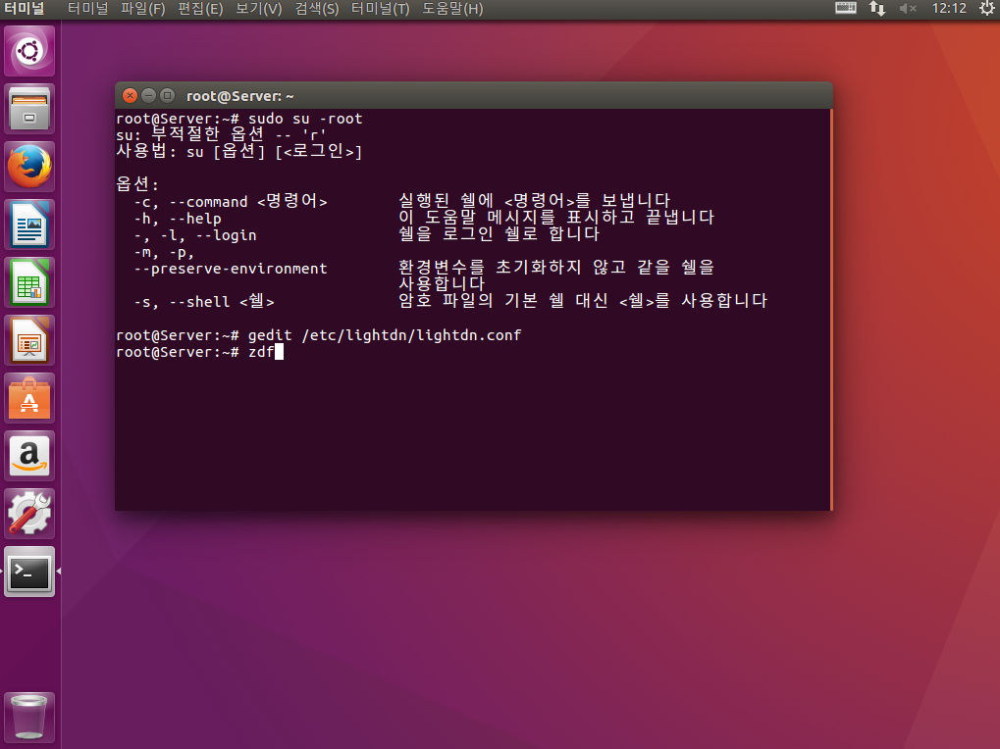 터미널 터미널 파일(F) 편집(E) 보기(V) 검색(S) 터미널(T) 도움말(H) 12:12
root@Server: ~
root@Server:~# sudo su -root
su: 부적절한 옵션 -- 'r'
사용법: su [옵션] [<로그인>]
옵션:
-c, --command <명령어> 실행된 쉘에 <명령어>를 보냅니다
-h, --help 이 도움말 메시지를 표시하고 끝냅니다
-, -l, --login 쉘을 로그인 쉘로 합니다
-m, -p,
--preserve-environment 환경변수를 초기화하지 않고 같을 쉘을
사용합니다
-s, --shell <쉘> 암호 파일의 기본 쉘 대신 <쉘>를 사용합니다
root@Server:~# gedit /etc/lightdn/lightdn.conf
root@Server:~# zdf